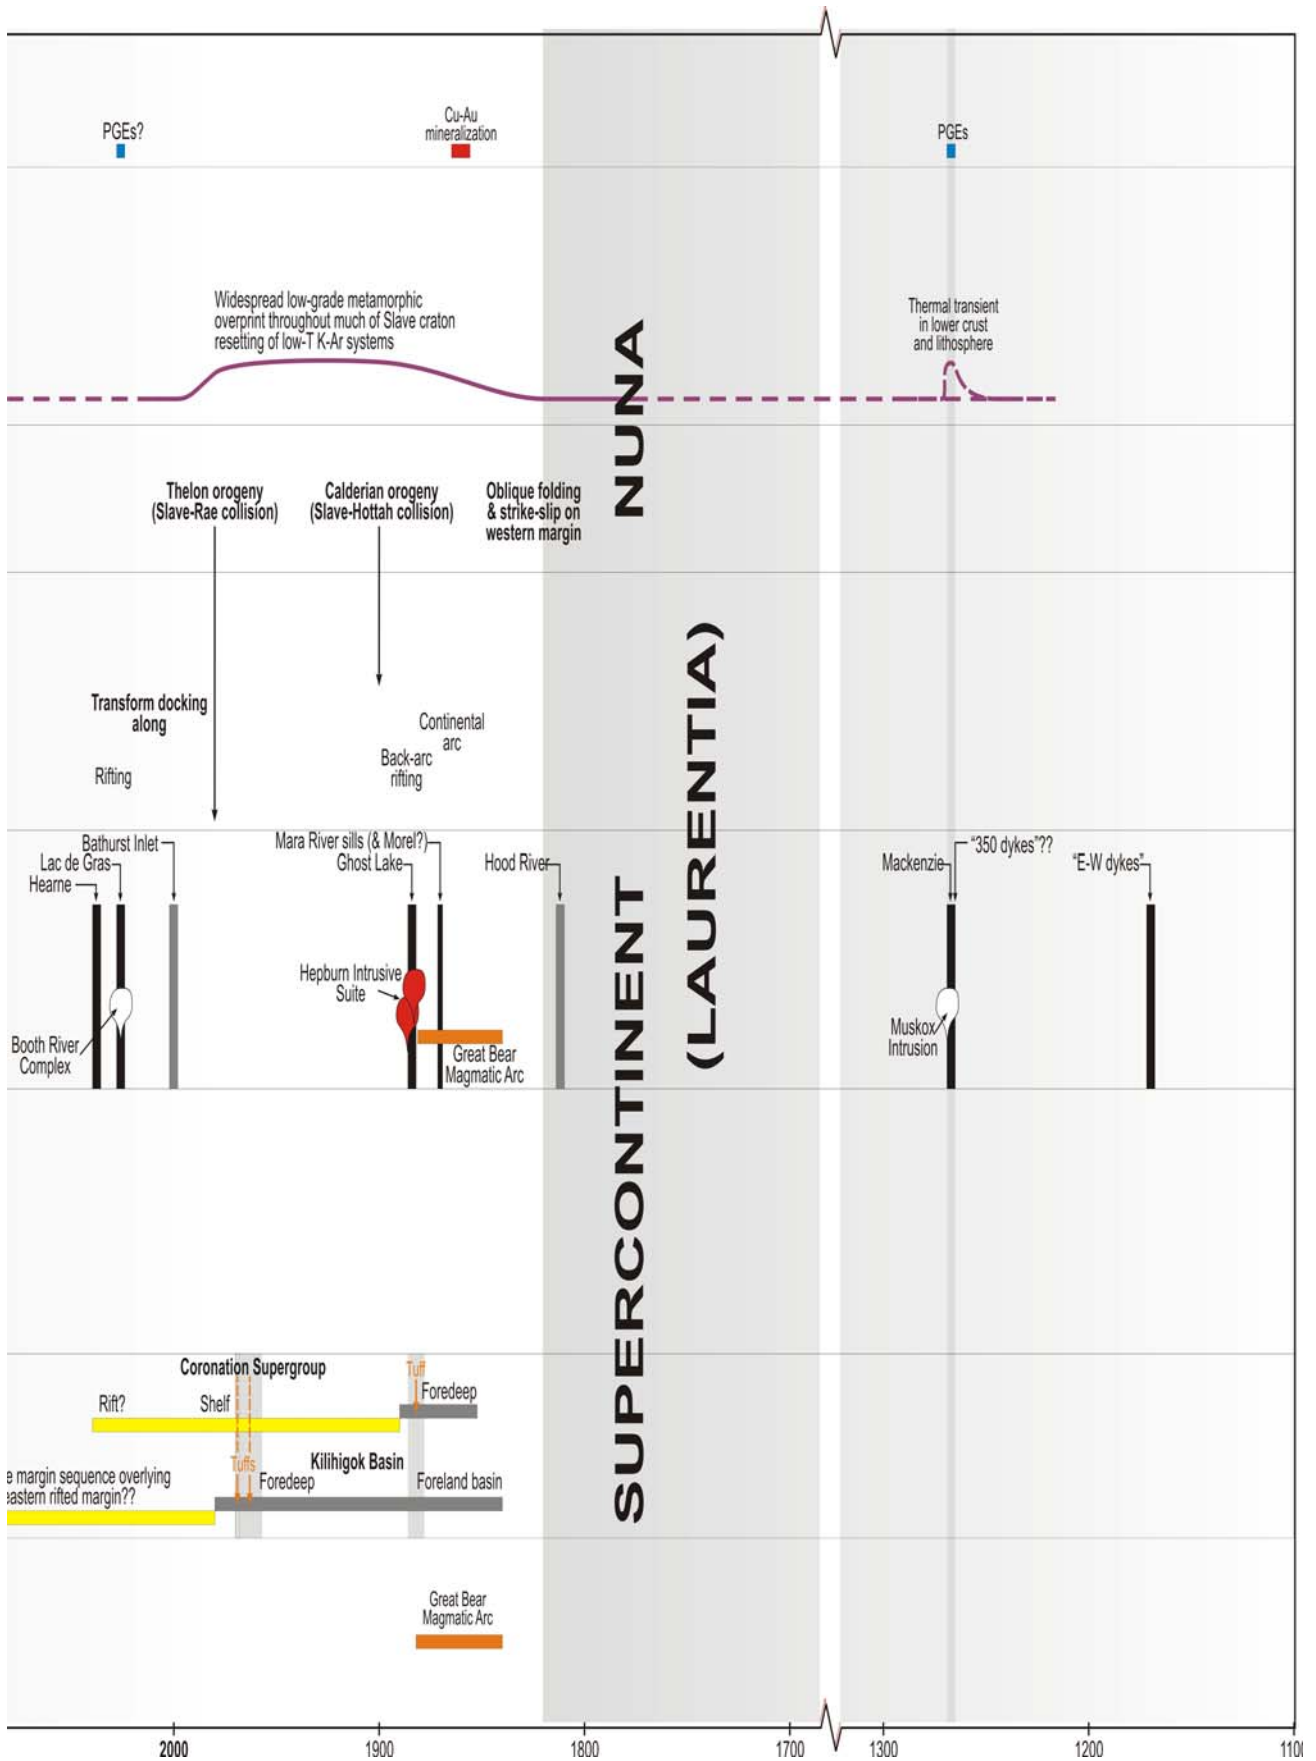 PGEs?
Cu-Au
mineralization
PGEs
Widespread low-grade metamorphic
overprint throughout much of Slave craton
resetting of low-T K-Ar systems
Thermal transient
in lower crust
and lithosphere
NUNA
Thelon orogeny
(Slave-Rae collision)
Calderian orogeny
(Slave-Hottah collision)
Oblique folding
& strike-slip on
western margin
SUPERCONTINENT
(LAURENTIA)
Transform docking
along
Rifting
Continental
arc
Back-arc
rifting
Bathurst Inlet
Lac de Gras
Hearne
Mara River sills (& Morel?)
Ghost Lake
Hood River
Mackenzie
"350 dykes"??
"E-W dykes"
Booth River
Complex
Hepburn Intrusive
Suite
Great Bear
Magmatic Arc
Muskox
Intrusion
Coronation Supergroup
Rift?
Shelf
Tuff
Foredeep
e margin sequence overlying
eastern rifted margin??
Tuffs
Kilihigok Basin
Foredeep
Foreland basin
Great Bear
Magmatic Arc
2000
1900
1800
1700
1300
1200
1100